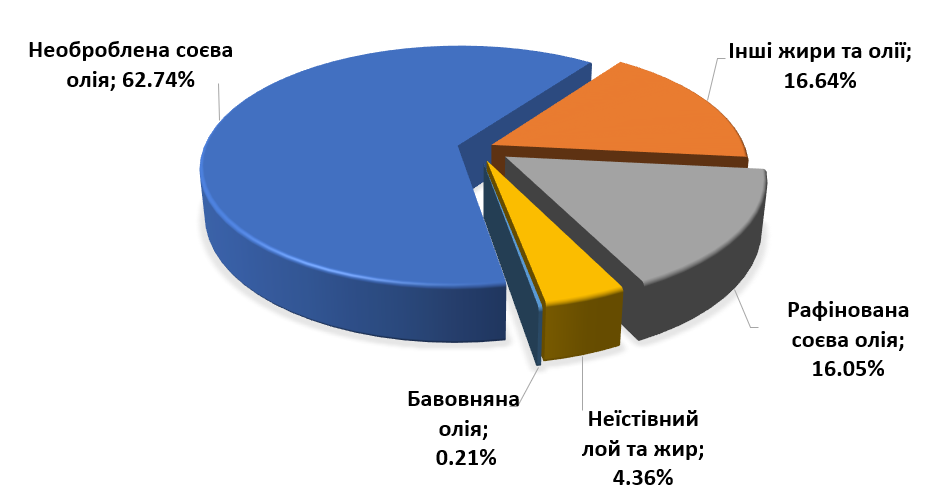 Необроблена соєва
олія; 62.74%
Інші жири та олії;
16.64%
Рафінована
соєва олія;
16.05%
Неїстівний
лой та жир;
4.36%
Бавовняна
олія;
0.21%